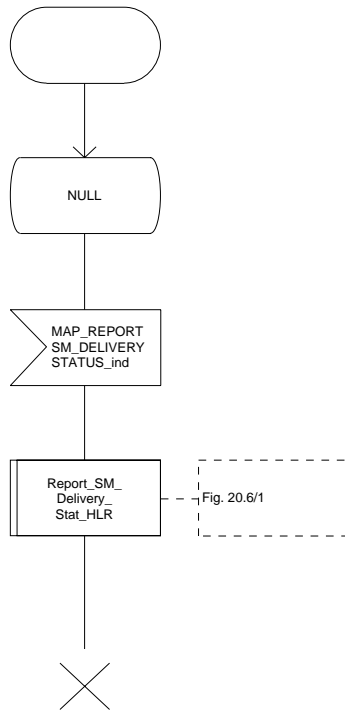 NULL
MAP_REPORT
SM_DELIVERY
STATUS_ind
Report_SM_
Delivery_
Stat_HLR
Fig. 20.6/1